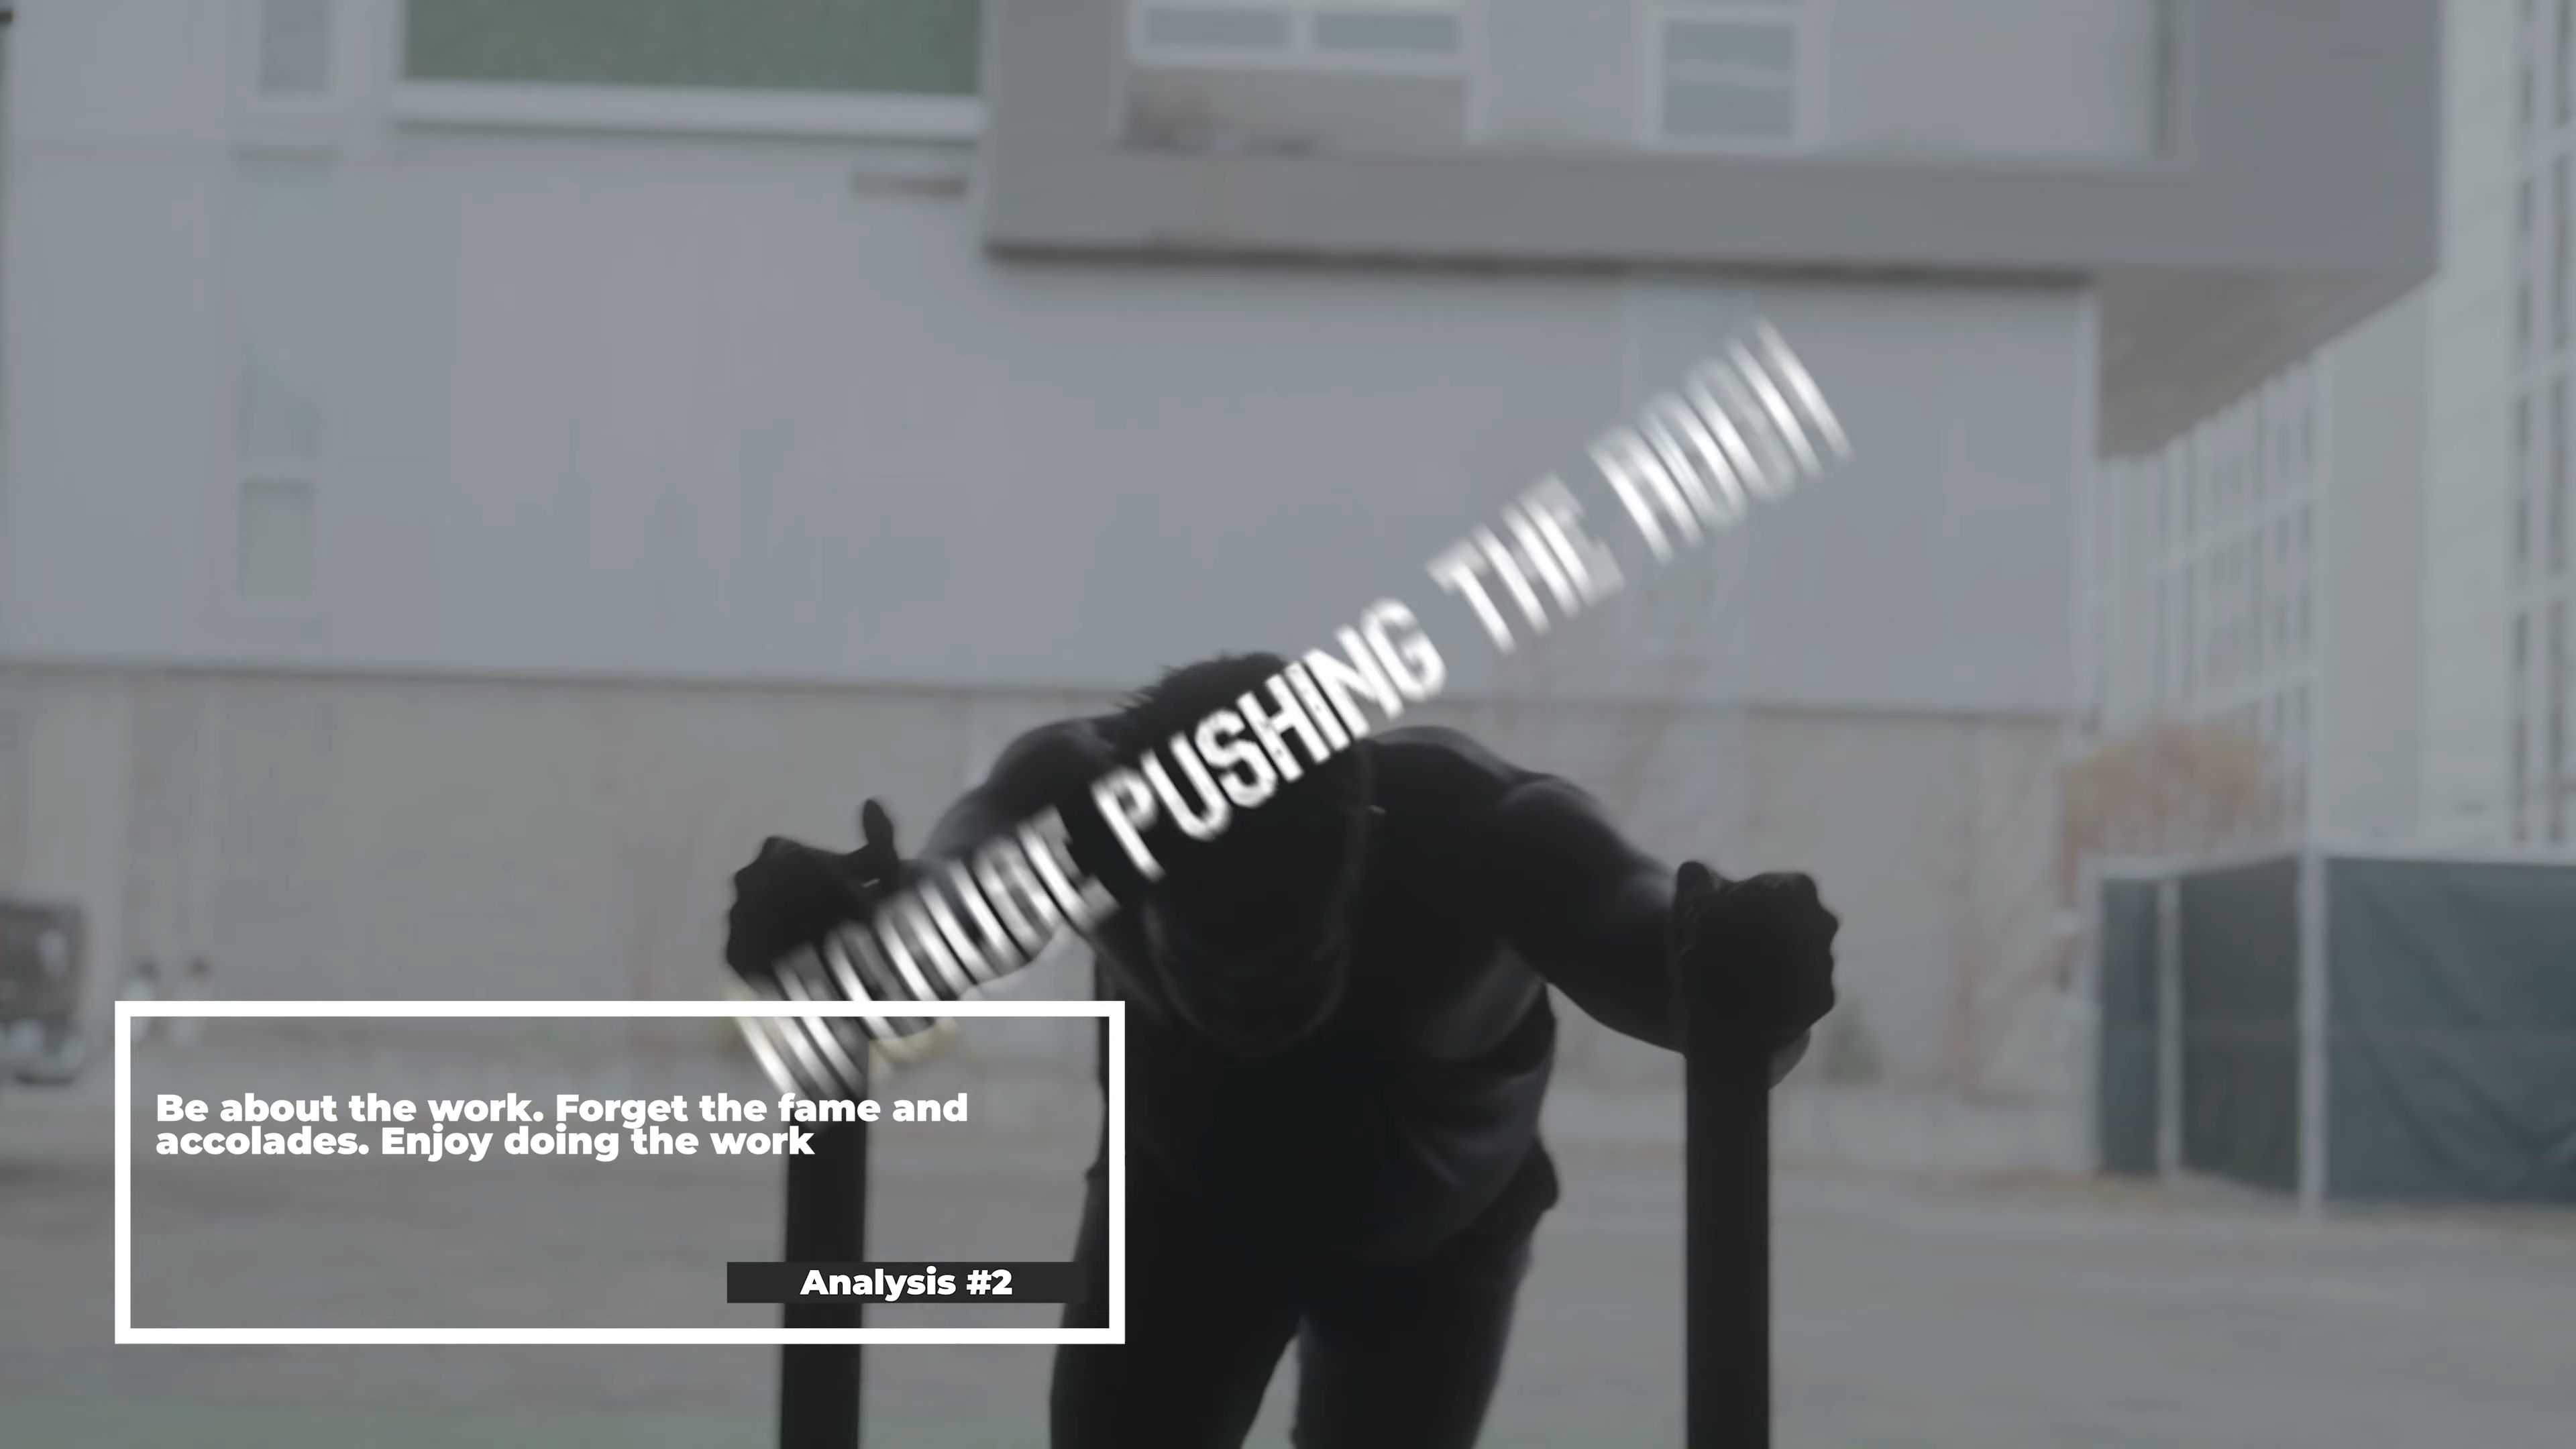 PUSHING THE
Be about the work. Forget the fame and
accolades. Enjoy doing the work
Analysis #2